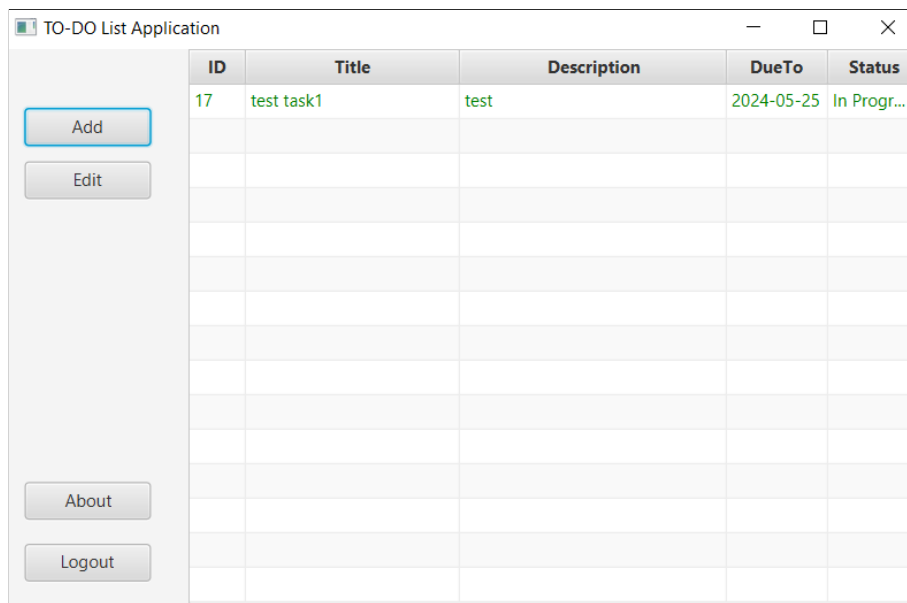 TO-DO List Application
ID Title Description DueTo Status
17 test task1 test 2024-05-25 In Progr...
Add
Edit
About
Logout